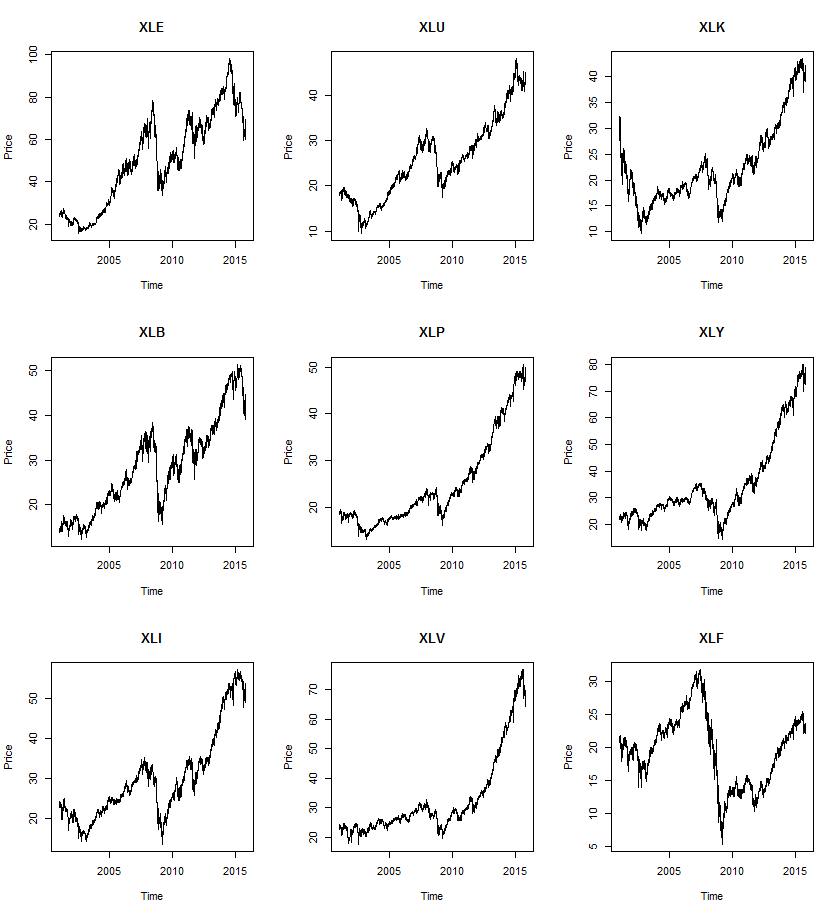 XLE XLU XLK
Price 20 40 60 80 100 Price 10 20 30 40 Price 10 15 20 25 30 35 40
2005 2010 2015 2005 2010 2015 2005 2010 2015
Time Time Time
XLB XLP XLY
Price 20 30 40 50 Price 20 30 40 50 Price 20 30 40 50 60 70 80
2005 2010 2015 2005 2010 2015 2005 2010 2015
Time Time Time
XLI XLV XLF
Price 20 30 40 50 Price 20 30 40 50 60 70 Price 5 10 15 20 25 30
2005 2010 2015 2005 2010 2015 2005 2010 2015
Time Time Time